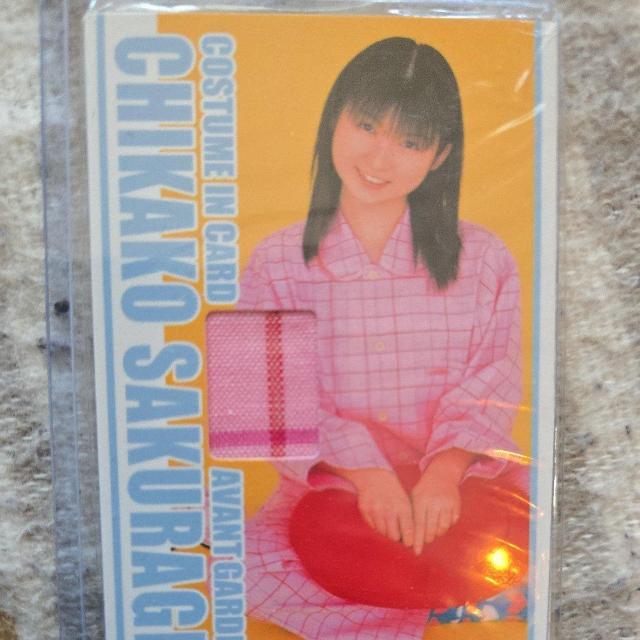 COSTUME IN CARD AVANT GARDE
CHIKAKO SAKURAGI